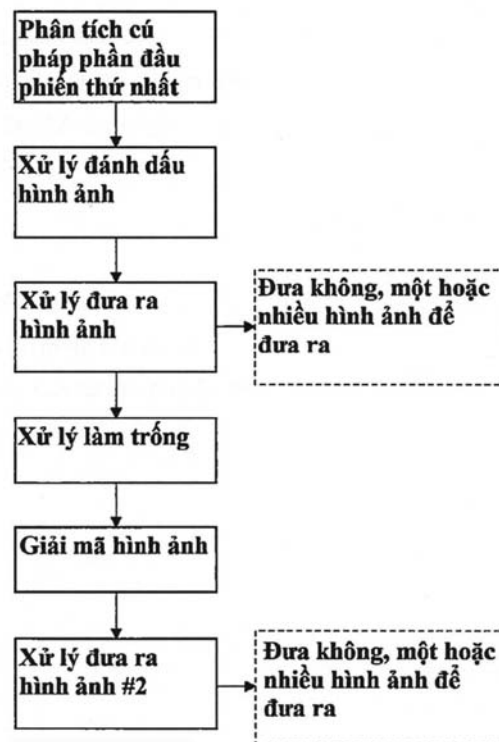 Phân tích cú
pháp phần đầu
phiến thứ nhất
Xử lý đánh dấu
hình ảnh
Xử lý đưa ra
hình ảnh
Đưa không, một hoặc
nhiều hình ảnh để
đưa ra
Xử lý làm trống
Giải mã hình ảnh
Xử lý đưa ra
hình ảnh #2
Đưa không, một hoặc
nhiều hình ảnh để
đưa ra